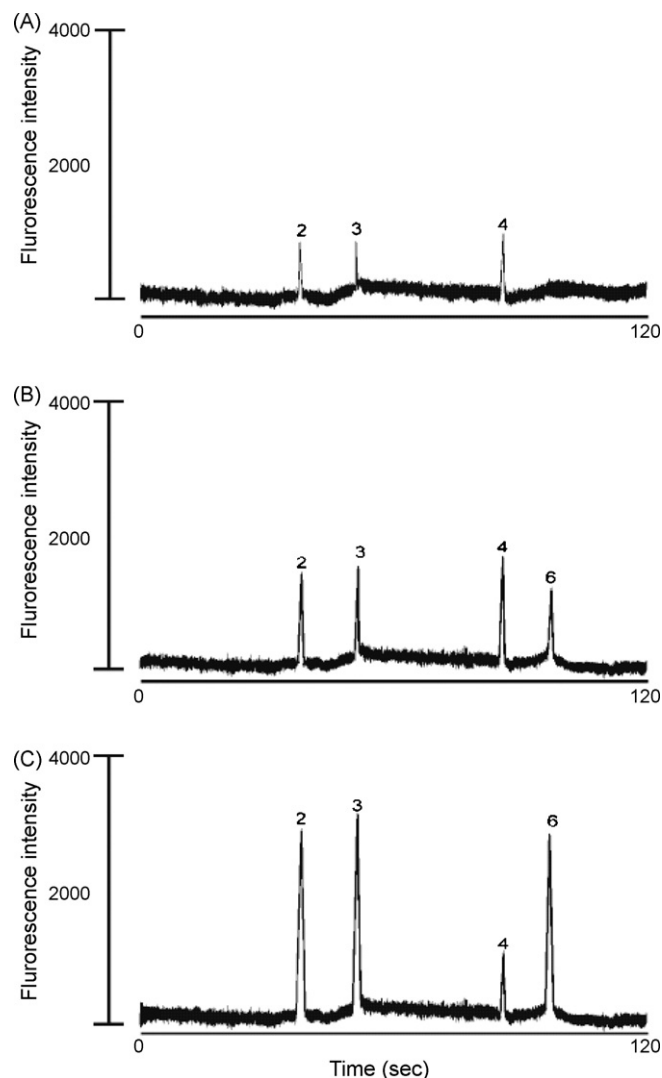 (A)
4000
Flurorescence intensity
2000
2 3 4
0 120
(B)
4000
Flurorescence intensity
2000
2 3 4 6
0 120
(C)
4000
Flurorescence intensity
2000
2 3 4 6
0 120
Time (sec)